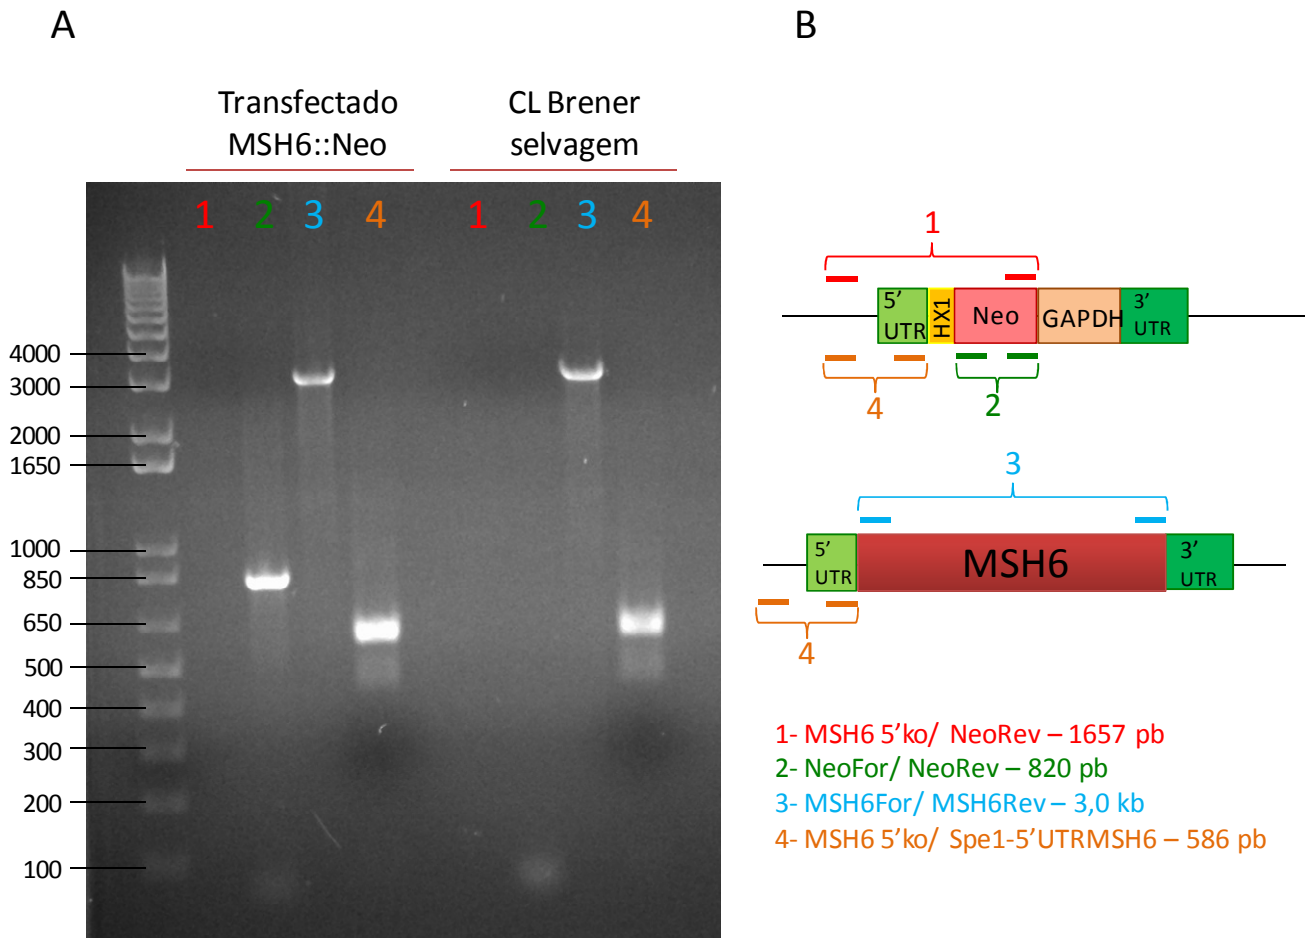 A
B
Transfectado
MSH6::Neo
CL Brener
selvagem
1 2 3 4 1 2 3 4
4000
3000
2000
1650
1000
850
650
500
400
300
200
100
1
5’
UTR
HX1
Neo
GAPDH
3’
UTR
4
2
3
5’
UTR
MSH6
3’
UTR
4
1- MSH6 5’ko/ NeoRev – 1657 pb
2- NeoFor/ NeoRev – 820 pb
3- MSH6For/ MSH6Rev – 3,0 kb
4- MSH6 5’ko/ Spe1-5’UTRMSH6 – 586 pb